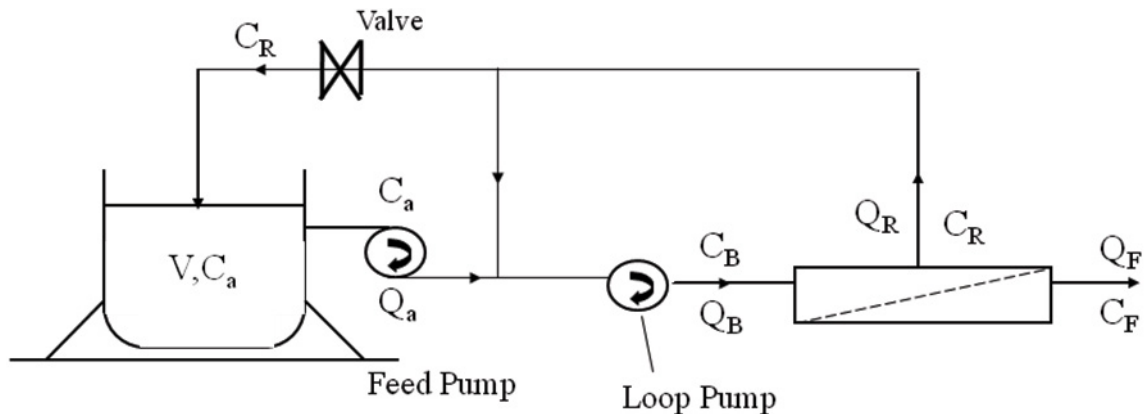 Valve
C_R
C_a
V,C_a
Q_a
Q_R
C_R
C_B
Q_B
Q_F
C_F
Feed Pump
Loop Pump